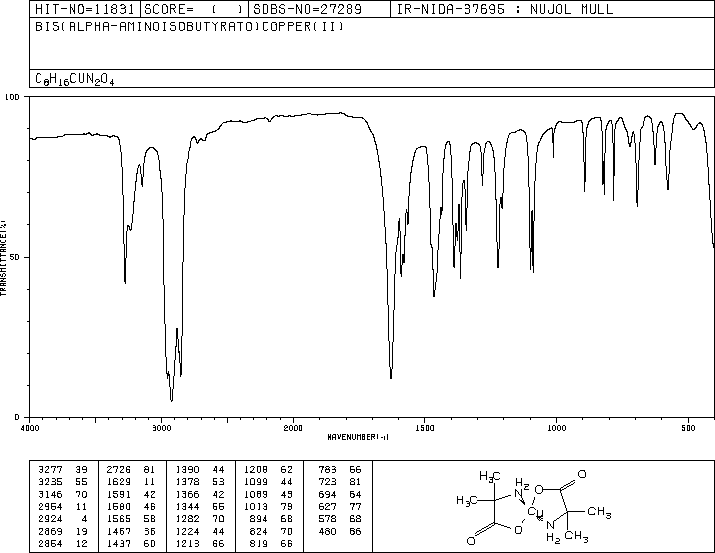 HIT-NO=11831 SCORE= ( ) SDBS-NO=27289 IR-NIDA-37695 : NUJOL MULL
BIS(ALPHA-AMINOISOBUTYRATO)COPPER(II)
C8H16CUN2O4
100
50
0
TRANSMITTANCE(%)
4000 3000 2000 1500 1000 500
WAVENUMBER(-1)
3277 39 2726 81 1390 44 1208 62 783 66
3235 55 1629 11 1378 53 1099 44 723 81
3146 70 1591 42 1366 42 1089 43 694 64
2954 11 1580 46 1344 56 1013 79 627 77
2924 4 1565 58 1282 70 894 68 578 68
2869 19 1467 36 1224 44 824 70 480 86
2854 12 1437 60 1213 66 819 66
H3C
H3C
H2
N
O
O
Cu
O
O
N
H2
CH3
CH3